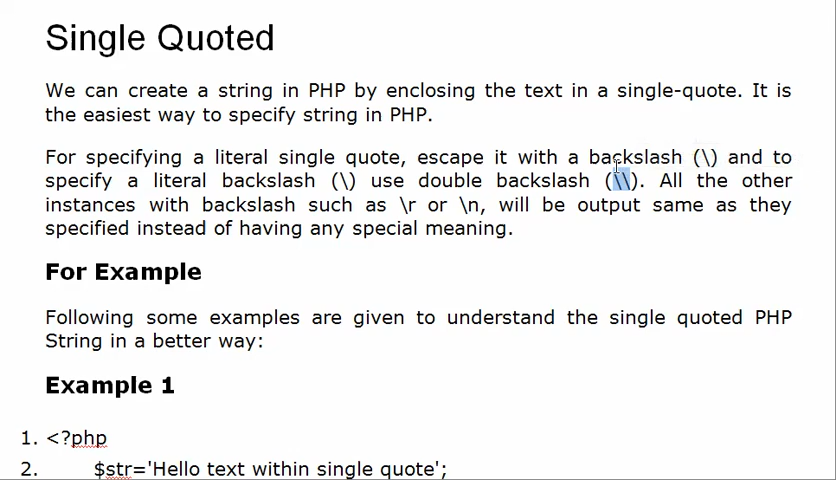 Single Quoted
We can create a string in PHP by enclosing the text in a single-quote. It is
the easiest way to specify string in PHP.
For specifying a literal single quote, escape it with a backslash (\) and to
specify a literal backslash (\) use double backslash (\\). All the other
instances with backslash such as \r or \n, will be output same as they
specified instead of having any special meaning.
For Example
Following some examples are given to understand the single quoted PHP
String in a better way:
Example 1
1. <?php
2. $str='Hello text within single quote';